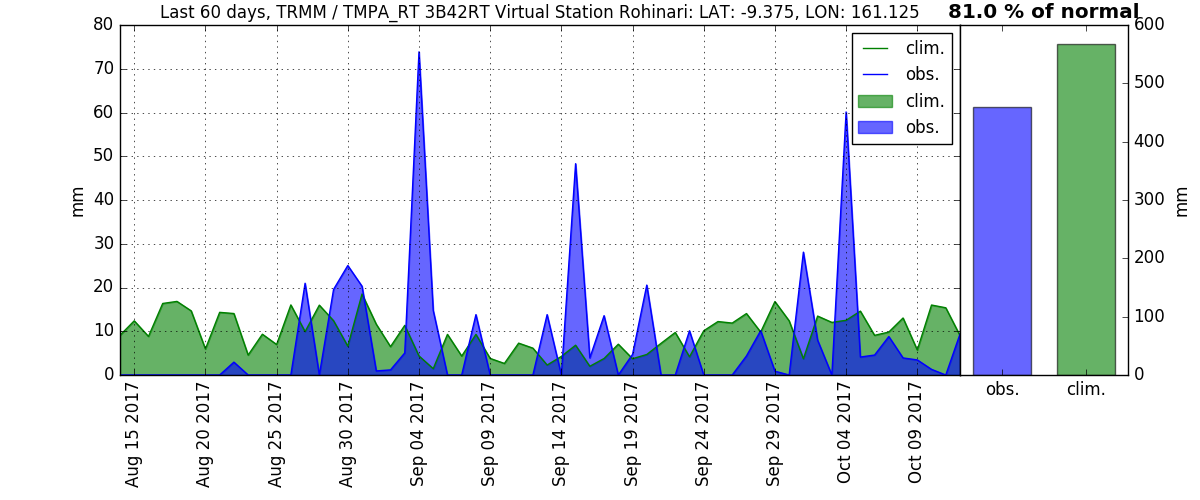 Last 60 days, TRMM / TMPA_RT 3B42RT Virtual Station Rohinari: LAT: -9.375, LON: 161.125
81.0 % of normal
80
70
60
50
40
30
20
10
0
mm
clim.
obs.
clim.
obs.
600
500
400
300
200
100
0
mm
obs.
clim.
Aug 15 2017
Aug 20 2017
Aug 25 2017
Aug 30 2017
Sep 04 2017
Sep 09 2017
Sep 14 2017
Sep 19 2017
Sep 24 2017
Sep 29 2017
Oct 04 2017
Oct 09 2017